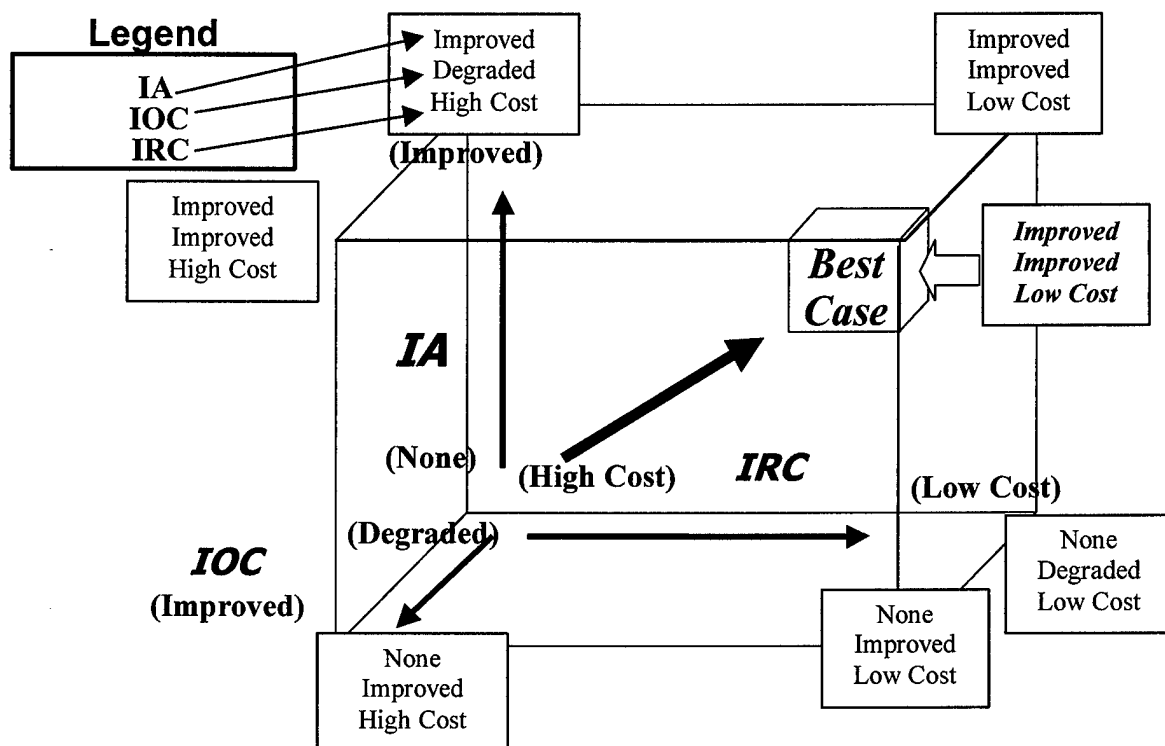 Legend
IA
IOC
IRC
Improved
Degraded
High Cost
Improved
Improved
Low Cost
(Improved)
Improved
Improved
High Cost
Improved
Improved
Low Cost
Best
Case
IA
(None)
(High Cost)
IRC
(Low Cost)
(Degraded)
IOC
(Improved)
None
Degraded
Low Cost
None
Improved
Low Cost
None
Improved
High Cost